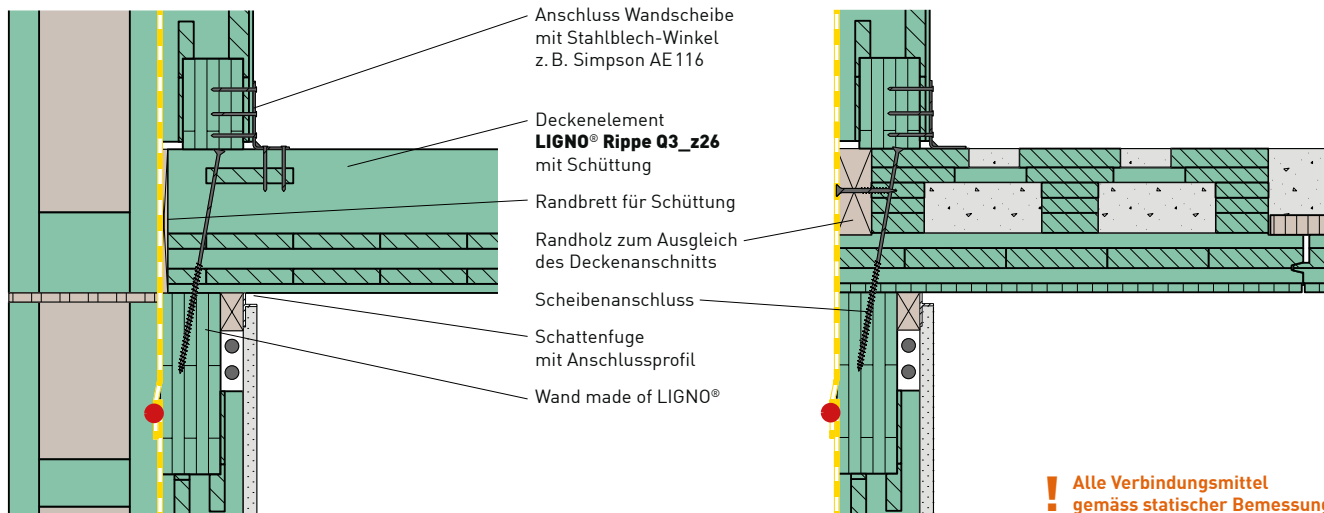 Anschluss Wandscheibe
mit Stahlblech-Winkel
z. B. Simpson AE 116
Deckenelement
LIGNO® Rippe Q3_z26
mit Schüttung
Randbrett für Schüttung
Randholz zum Ausgleich
des Deckenanschnitts
Scheibenanschluss
Schattenfuge
mit Anschlussprofil
Wand made of LIGNO®
! Alle Verbindungsmittel
gemäss statischer Bemessung